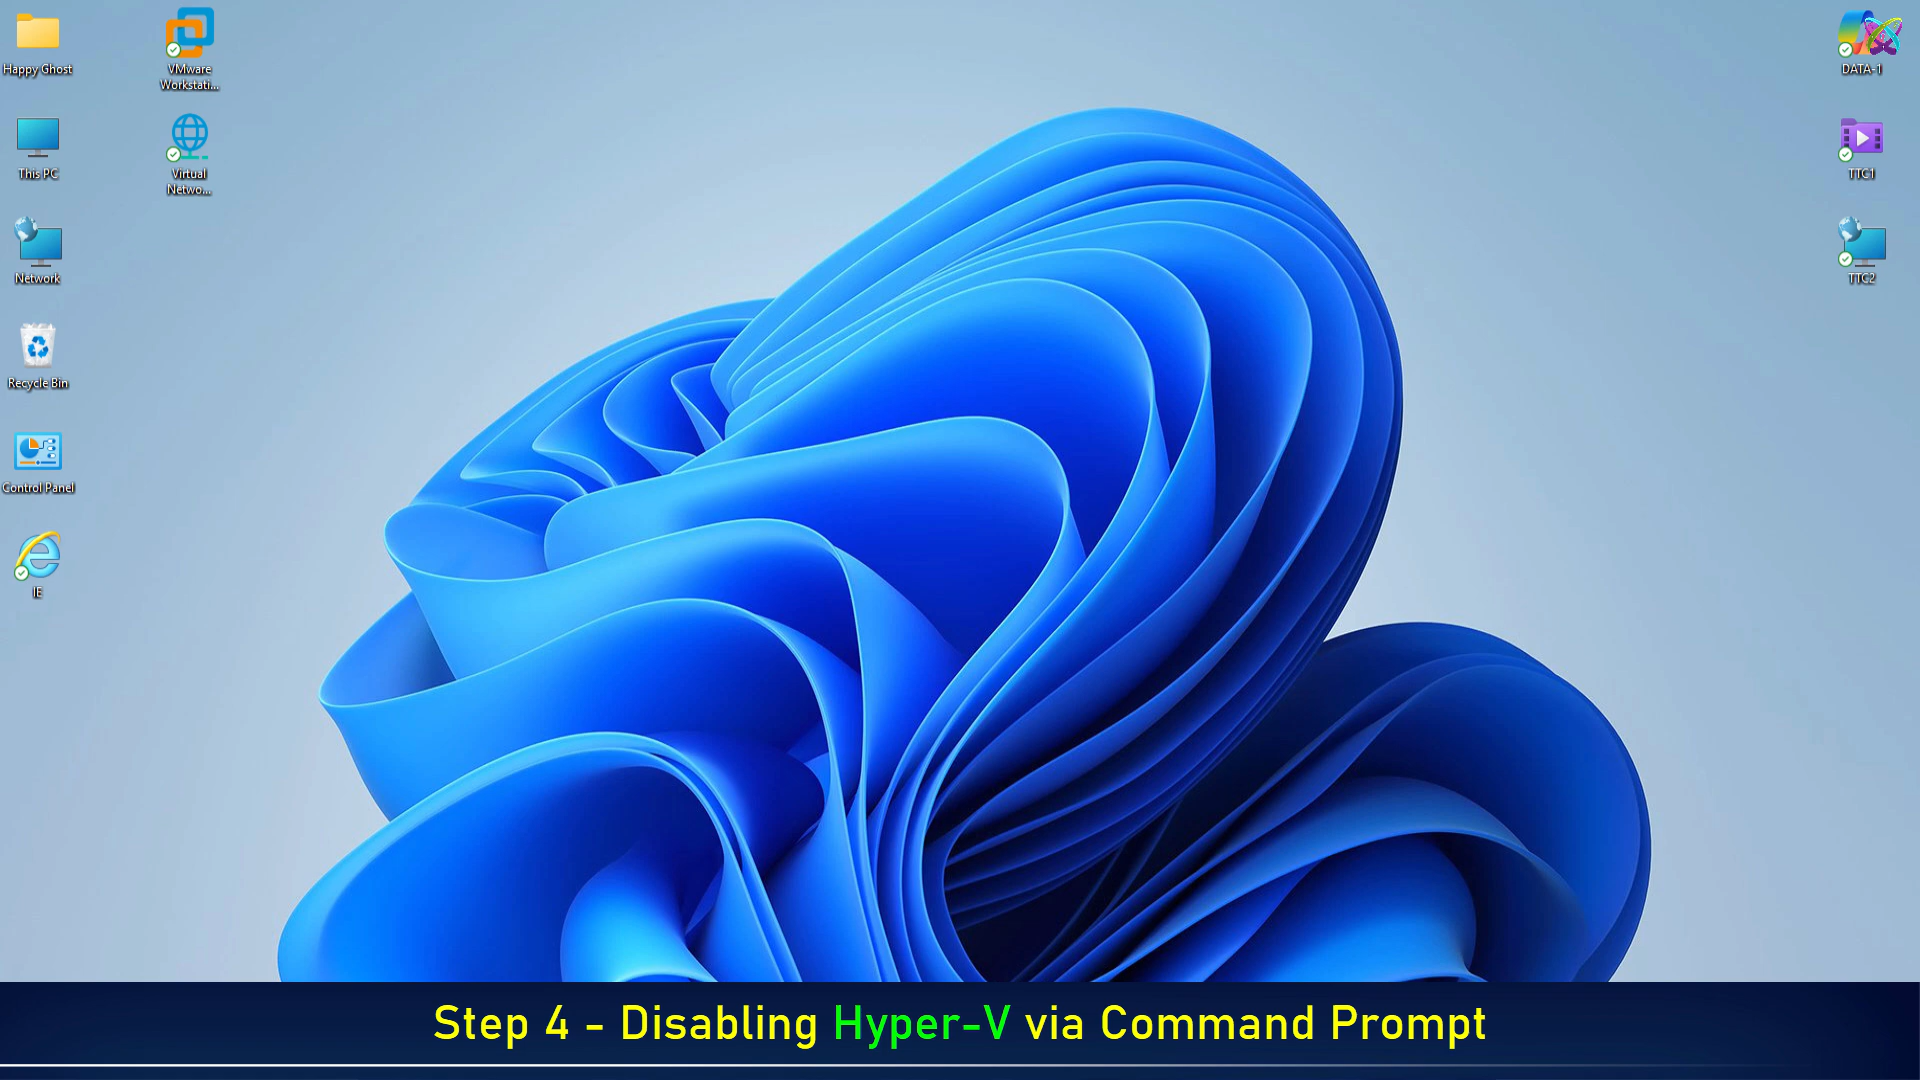 Happy Ghost
This PC
Network
Recycle Bin
Control Panel
IE
VMware
Workstati...
Virtual
Netwo...
DATA-1
TTC1
TTC2
Step 4 - Disabling Hyper-V via Command Prompt